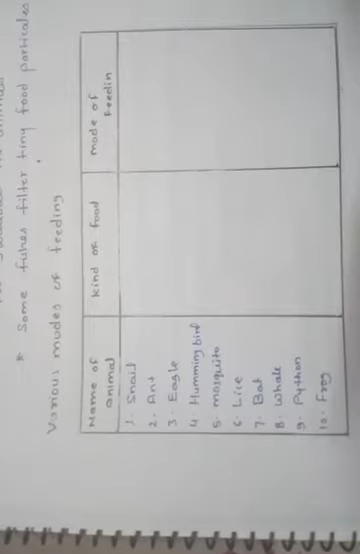 * Some fishes filter tiny food particales
Various modes of feeding
Name of animal | kind of food | mode of Feedin
1. Snail
2. Ant
3. Eagle
4. Humming bird
5. mosquito
6. Lice
7. Bat
8. Whale
9. Python
10. Frog